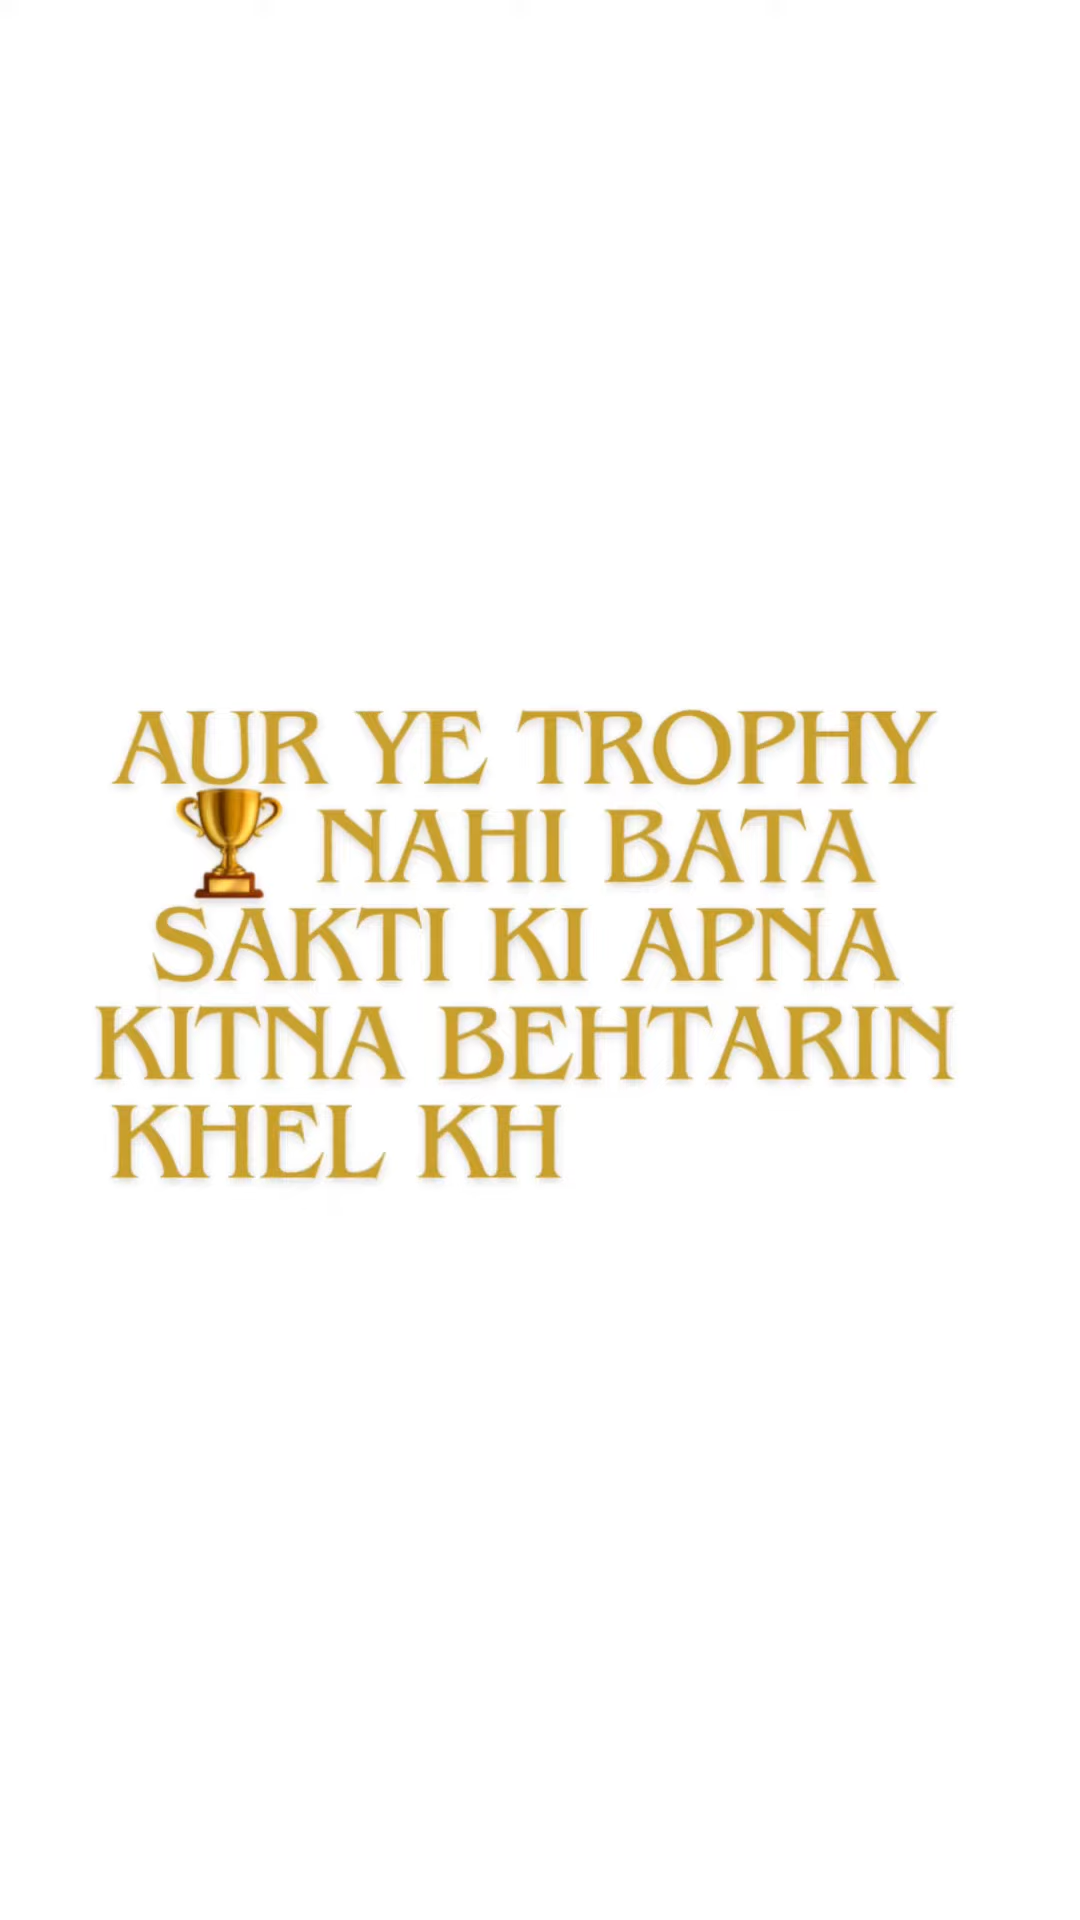 AUR YE TROPHY
🏆 NAHI BATA
SAKTI KI APNA
KITNA BEHTARIN
KHEL KH